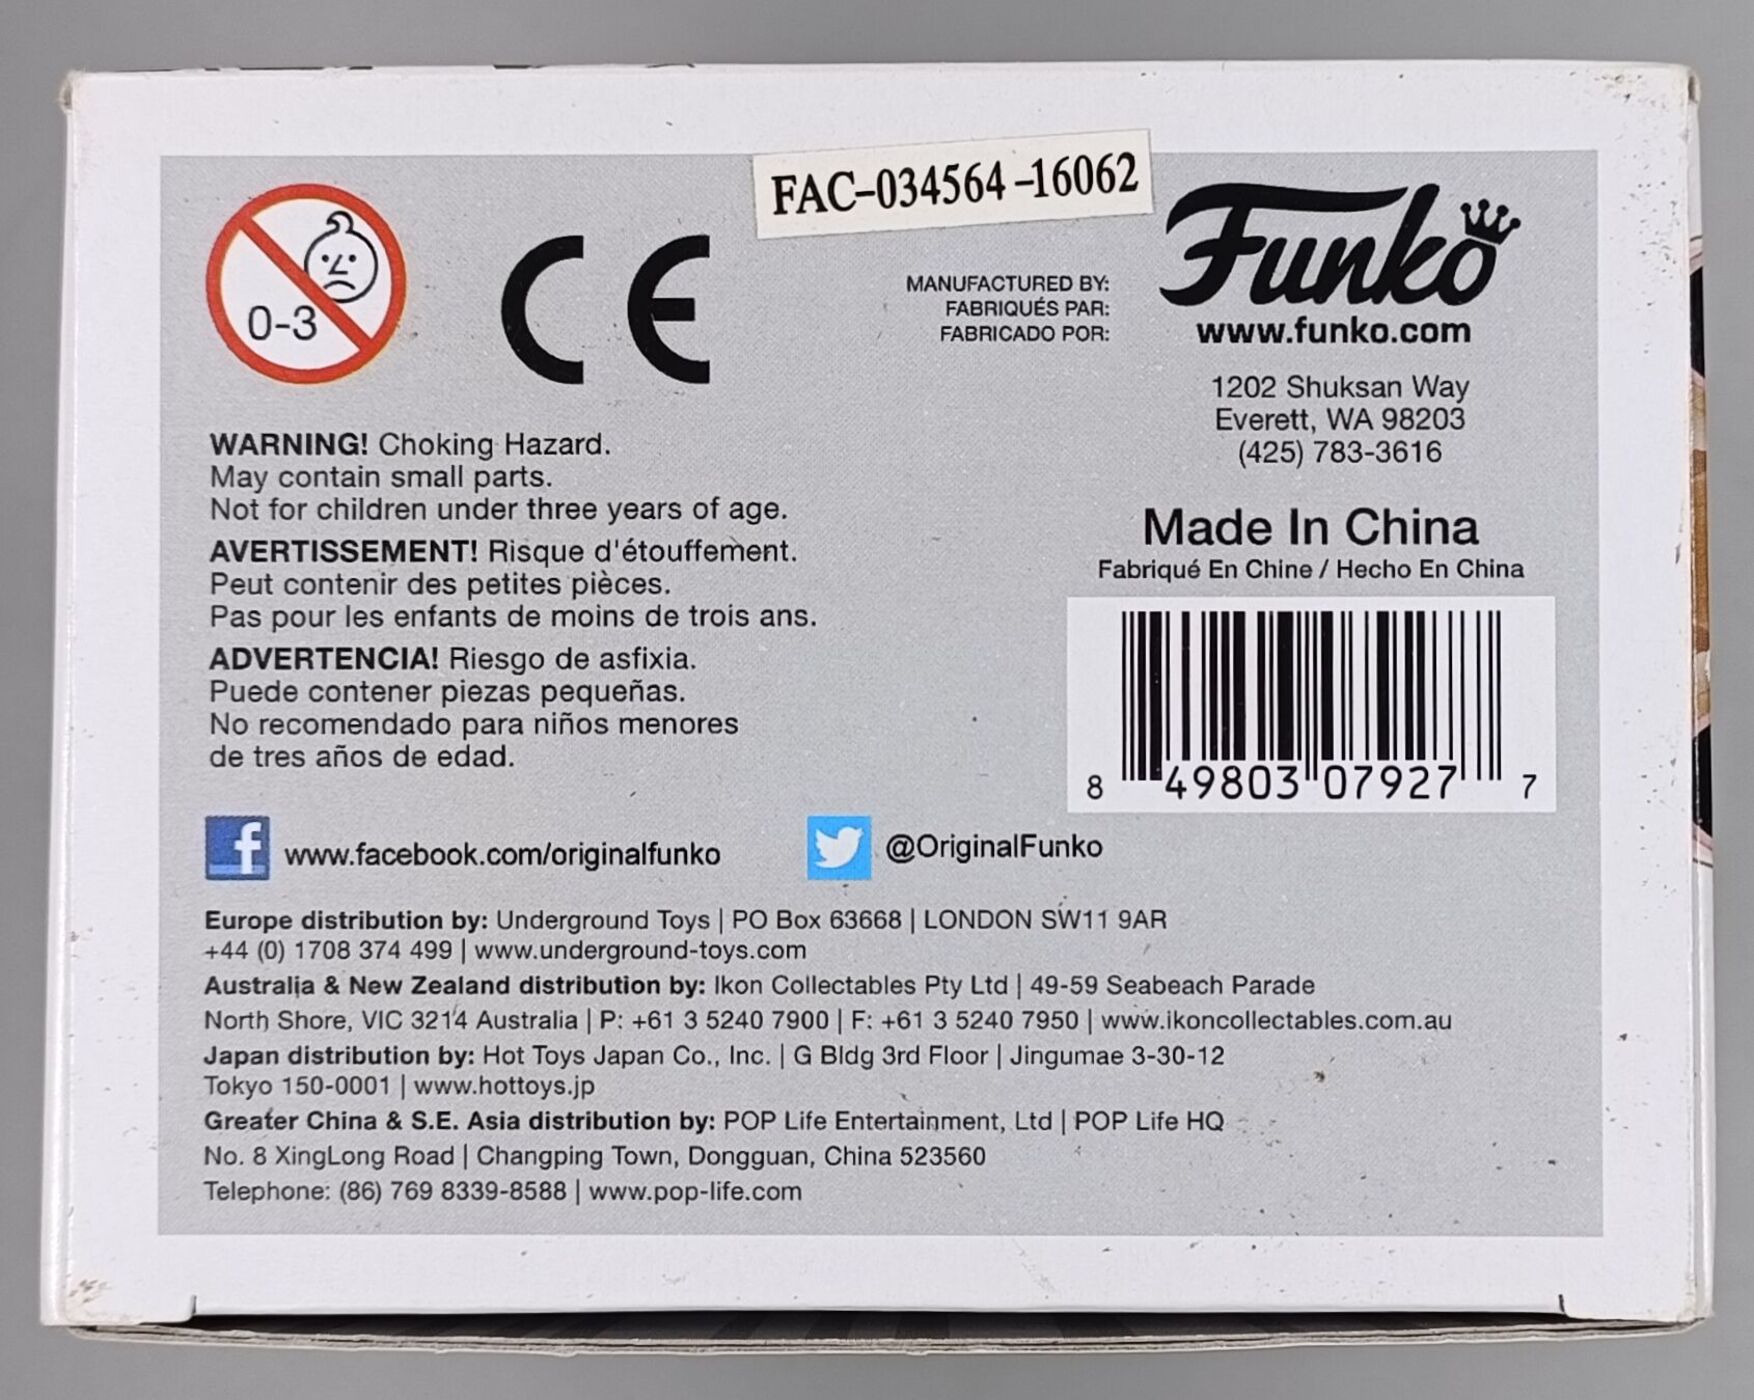 FAC-034564-16062
0-3
CE
MANUFACTURED BY:
FABRIQUÉS PAR:
FABRICADO POR:
Funko
www.funko.com
1202 Shuksan Way
Everett, WA 98203
(425) 783-3616
WARNING! Choking Hazard.
May contain small parts.
Not for children under three years of age.
AVERTISSEMENT! Risque d'étouffement.
Peut contenir des petites pièces.
Pas pour les enfants de moins de trois ans.
ADVERTENCIA! Riesgo de asfixia.
Puede contener piezas pequeñas.
No recomendado para niños menores
de tres años de edad.
Made In China
Fabriqué En Chine / Hecho En China
8 49803 07927 7
f www.facebook.com/originalfunko
@OriginalFunko
Europe distribution by: Underground Toys | PO Box 63668 | LONDON SW11 9AR
+44 (0) 1708 374 499 | www.underground-toys.com
Australia & New Zealand distribution by: Ikon Collectables Pty Ltd | 49-59 Seabeach Parade
North Shore, VIC 3214 Australia | P: +61 3 5240 7900 | F: +61 3 5240 7950 | www.ikoncollectables.com.au
Japan distribution by: Hot Toys Japan Co., Inc. | G Bldg 3rd Floor | Jingumae 3-30-12
Tokyo 150-0001 | www.hottoys.jp
Greater China & S.E. Asia distribution by: POP Life Entertainment, Ltd | POP Life HQ
No. 8 XingLong Road | Changping Town, Dongguan, China 523560
Telephone: (86) 769 8339-8588 | www.pop-life.com